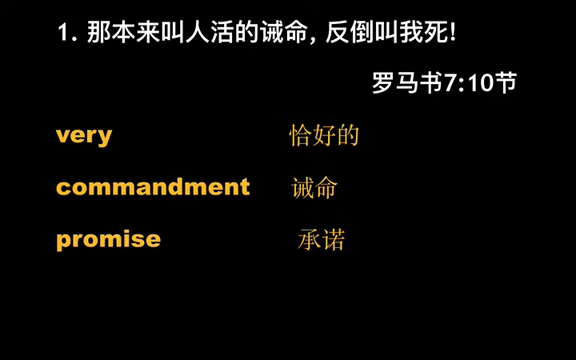 1. 那本来叫人活的诫命, 反倒叫我死!
罗马书7:10节
very 恰好的
commandment 诫命
promise 承诺